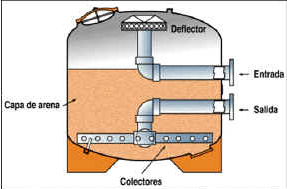 Deflector
Entrada
Capa de arena
Salida
Colectores